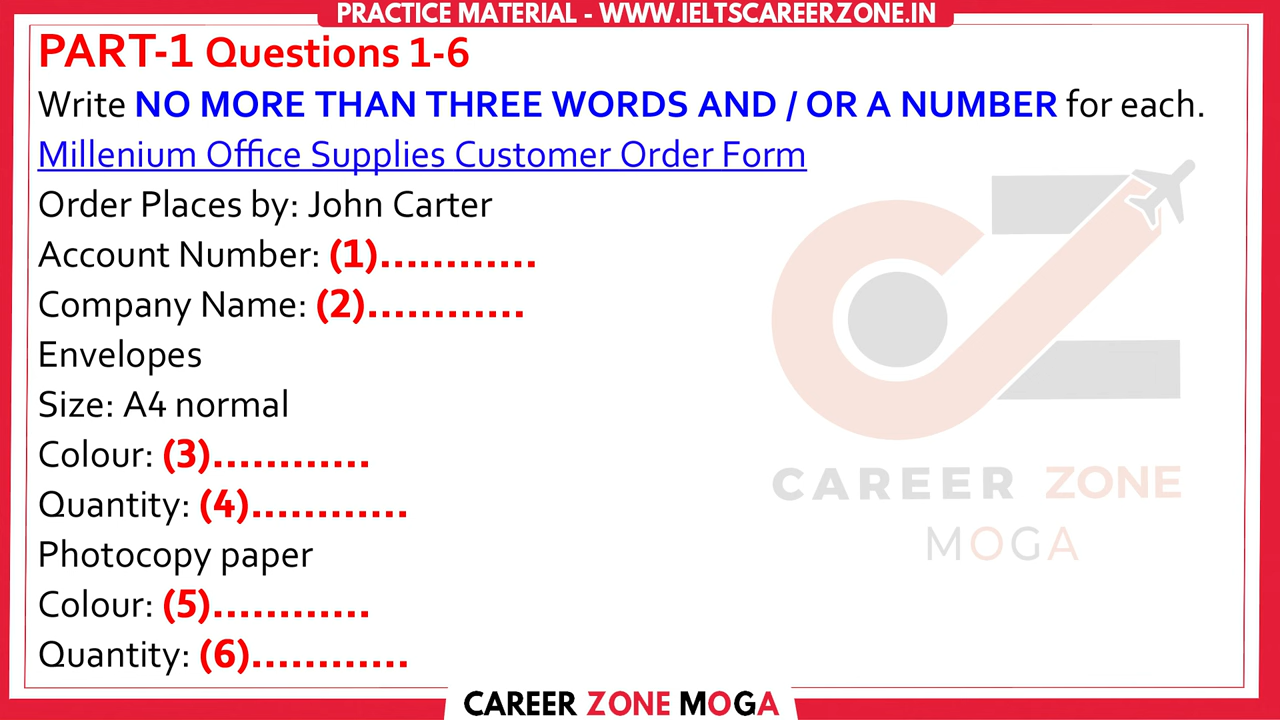 PRACTICE MATERIAL - WWW.IELTSCAREERZONE.IN
PART-1 Questions 1-6
Write NO MORE THAN THREE WORDS AND / OR A NUMBER for each.
Millenium Office Supplies Customer Order Form
Order Places by: John Carter
Account Number: (1)............
Company Name: (2)............
Envelopes
Size: A4 normal
Colour: (3)............
Quantity: (4)............
Photocopy paper
Colour: (5)............
Quantity: (6)............
CAREER ZONE
MOGA
CAREER ZONE MOGA